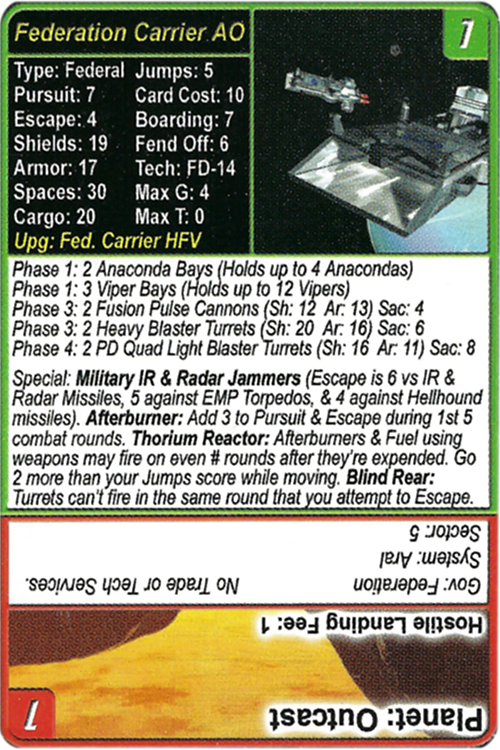 Federation Carrier AO
1
Type: Federal Jumps: 5
Pursuit: 7 Card Cost: 10
Escape: 4 Boarding: 7
Shields: 19 Fend Off: 6
Armor: 17 Tech: FD-14
Spaces: 30 Max G: 4
Cargo: 20 Max T: 0
Upg: Fed. Carrier HFV
Phase 1: 2 Anaconda Bays (Holds up to 4 Anacondas)
Phase 1: 3 Viper Bays (Holds up to 12 Vipers)
Phase 3: 2 Fusion Pulse Cannons (Sh: 12 Ar: 13) Sac: 4
Phase 3: 2 Heavy Blaster Turrets (Sh: 20 Ar: 16) Sac: 6
Phase 4: 2 PD Quad Light Blaster Turrets (Sh: 16 Ar: 11) Sac: 8
Special: Military IR & Radar Jammers (Escape is 6 vs IR &
Radar Missiles, 5 against EMP Torpedos, & 4 against Hellhound
missiles). Afterburner: Add 3 to Pursuit & Escape during 1st 5
combat rounds. Thorium Reactor: Afterburners & Fuel using
weapons may fire on even # rounds after they're expended. Go
2 more than your Jumps score while moving. Blind Rear:
Turrets can't fire in the same round that you attempt to Escape.
Planet: Outcast
1
Hostile Landing Fee: 1
Gov: Federation No Trade or Tech Services.
System: Aral
Sector: 5